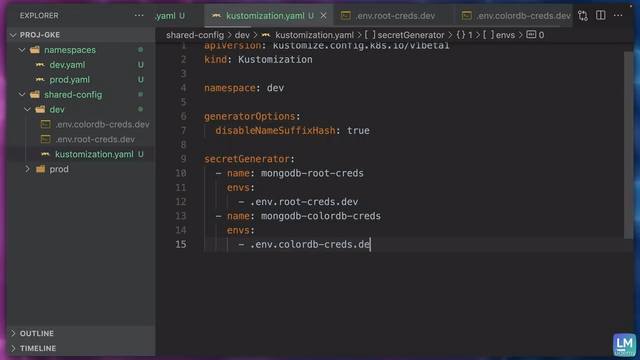 EXPLORER
kustomization.yaml U
.env.root-creds.dev
.env.colordb-creds.dev
PROJ-GKE
namespaces
dev.yaml U
prod.yaml U
shared-config
dev
.env.colordb-creds.dev
.env.root-creds.dev
kustomization.yaml U
prod
OUTLINE
TIMELINE
shared-config > dev > kustomization.yaml > [ ] secretGenerator > {} 1 > [ ] envs > 0
1 apiVersion: kustomize.config.k8s.io/v1beta1
2 kind: Kustomization
3
4 namespace: dev
5
6 generatorOptions:
7 disableNameSuffixHash: true
8
9 secretGenerator:
10 - name: mongodb-root-creds
11 envs:
12 - .env.root-creds.dev
13 - name: mongodb-colordb-creds
14 envs:
15 - .env.colordb-creds.de
LM